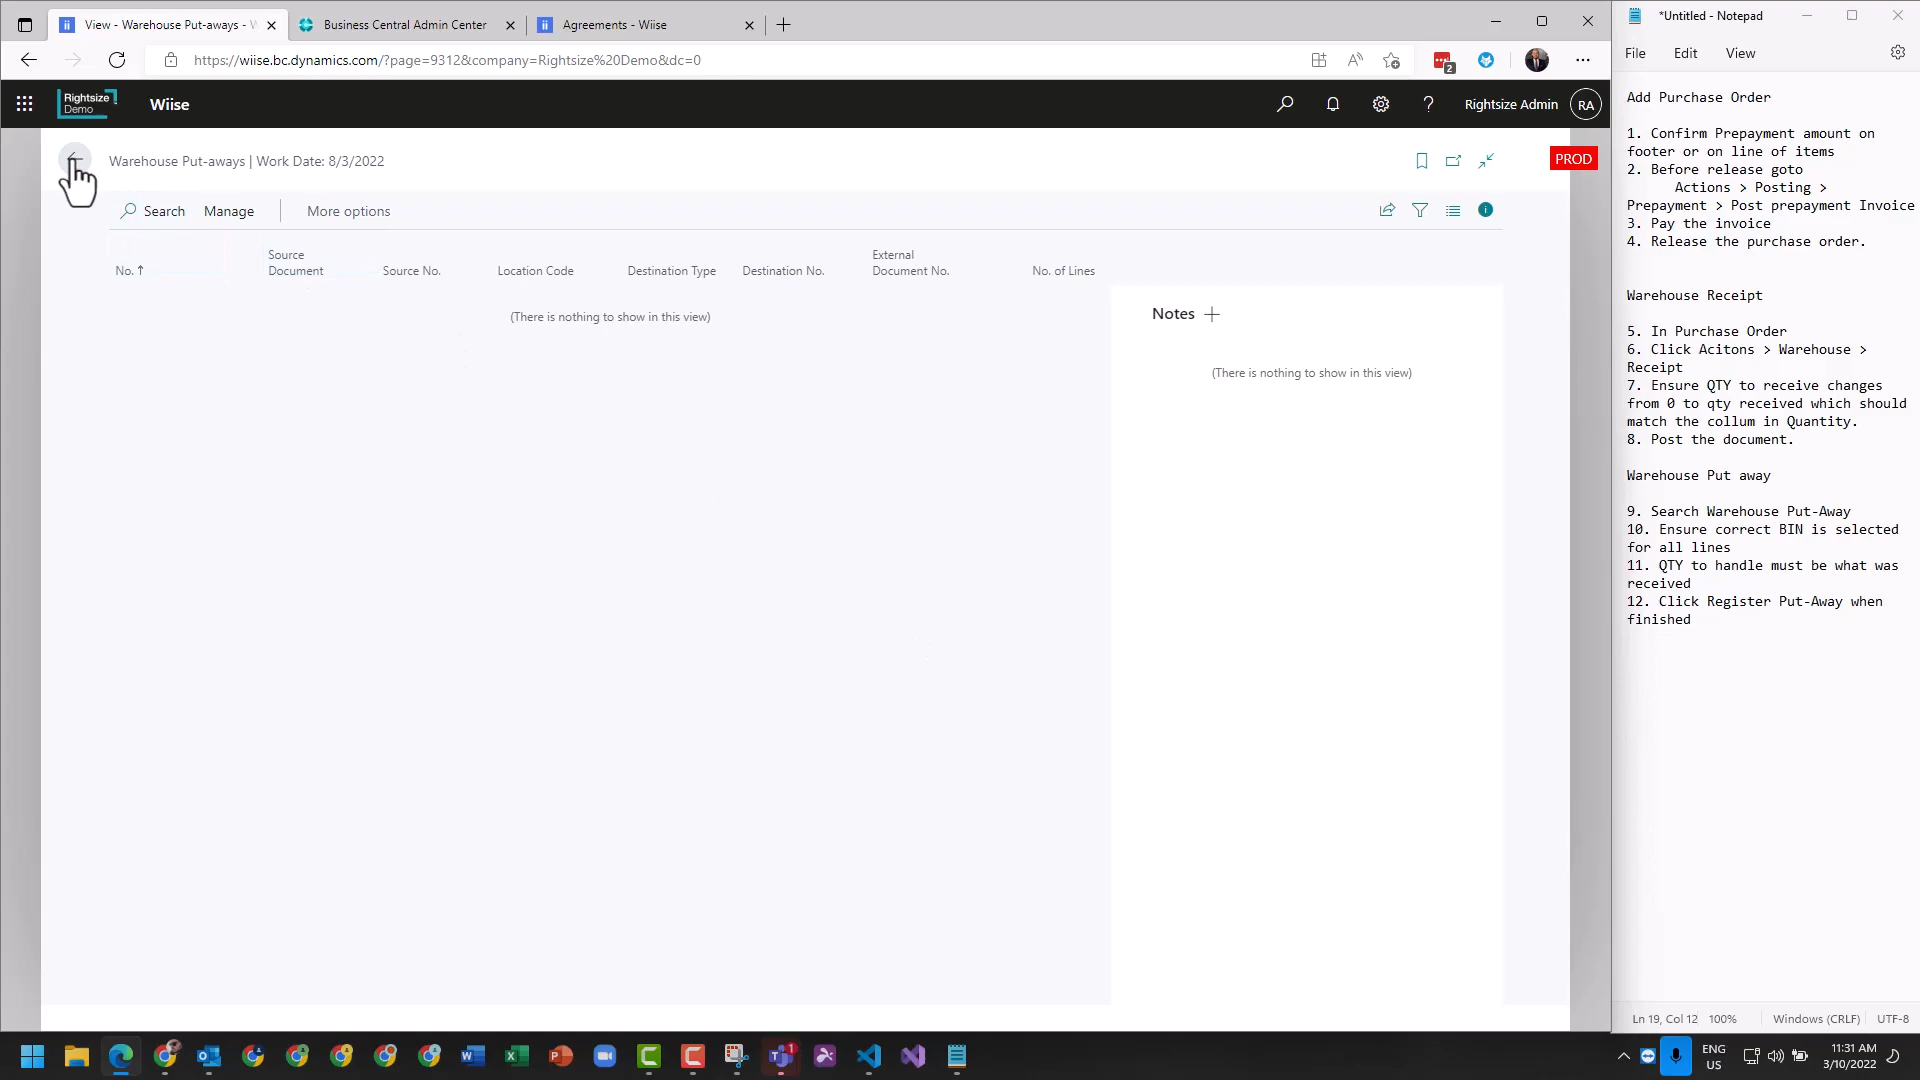 View - Warehouse Put-aways - W
Business Central Admin Center
Agreements - Wiise
https://wiise.bc.dynamics.com/?page=9312&company=Rightsize%20Demo&dc=0
2
Rightsize
Demo
Wiise
Rightsize Admin
RA
Warehouse Put-aways | Work Date: 8/3/2022
PROD
Search
Manage
More options
No. ↑
Source
Document
Source No.
Location Code
Destination Type
Destination No.
External
Document No.
No. of Lines
(There is nothing to show in this view)
Notes
(There is nothing to show in this view)
*Untitled - Notepad
File
Edit
View
Add Purchase Order
1. Confirm Prepayment amount on
footer or on line of items
2. Before release goto
Actions > Posting >
Prepayment > Post prepayment Invoice
3. Pay the invoice
4. Release the purchase order.
Warehouse Receipt
5. In Purchase Order
6. Click Acitons > Warehouse >
Receipt
7. Ensure QTY to receive changes
from 0 to qty received which should
match the collum in Quantity.
8. Post the document.
Warehouse Put away
9. Search Warehouse Put-Away
10. Ensure correct BIN is selected
for all lines
11. QTY to handle must be what was
received
12. Click Register Put-Away when
finished
Ln 19, Col 12
100%
Windows (CRLF)
UTF-8
1
ENG
US
11:31 AM
3/10/2022